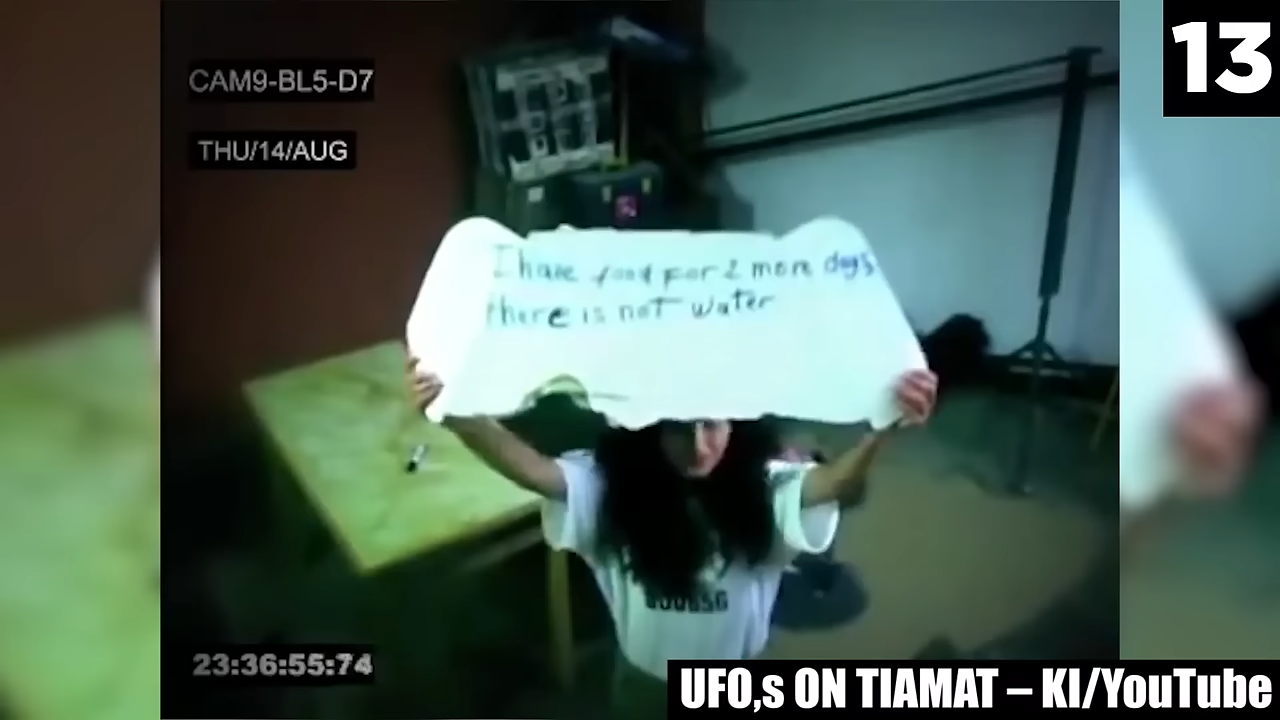 13
CAM9-BL5-D7
THU/14/AUG
I have food for 2 more days
there is not water
23:36:55:74
UFO,s ON TIAMAT – KI/YouTube